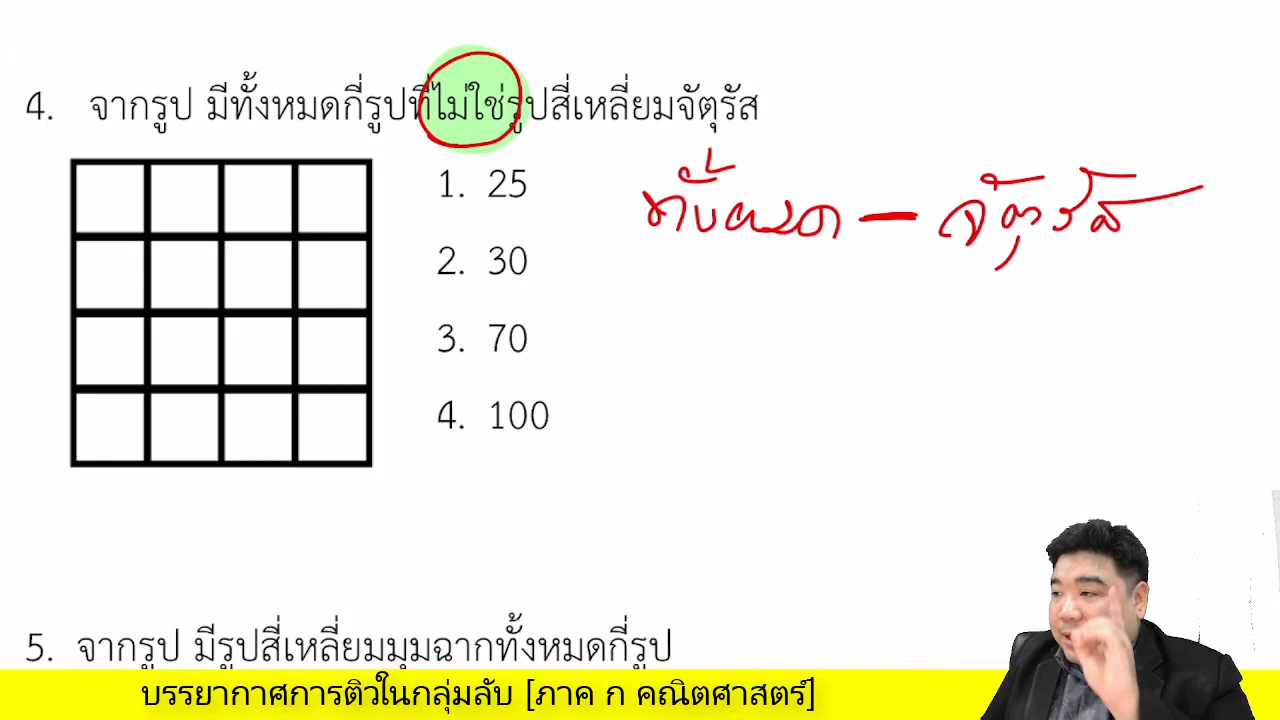 4. จากรูป มีทั้งหมดกี่รูปที่ไม่ใช่รูปสี่เหลี่ยมจัตุรัส
1. 25
2. 30
3. 70
4. 100
ทั้งหมด — จัตุรัส
5. จากรูป มีรูปสี่เหลี่ยมมุมฉากทั้งหมดกี่รูป
บรรยากาศการติวในกลุ่มลับ [ภาค ก คณิตศาสตร์]